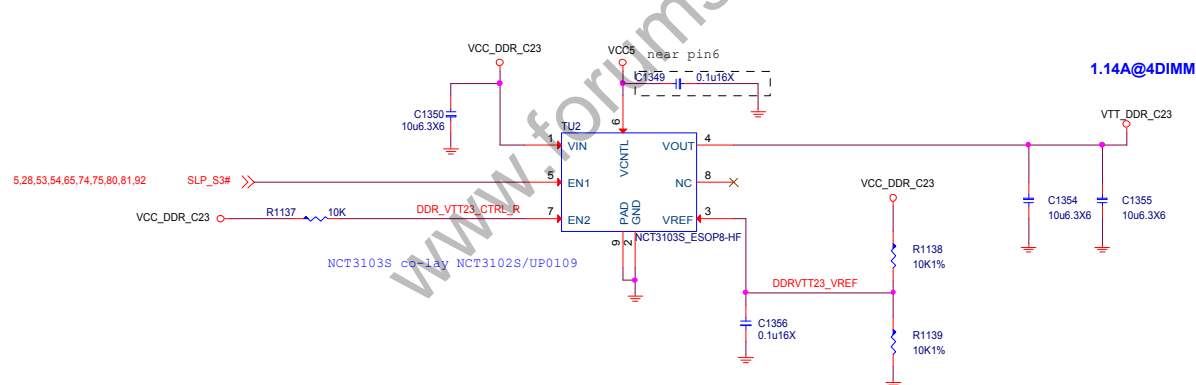 www.forums
VCC_DDR_C23
VCC5
near pin6
C1349
0.1u16X
1.14A@4DIMM
C1350
10u6.3X6
TU2
6
VTT_DDR_C23
1
VIN
VCNTL
VOUT
4
5,28,53,54,65,74,75,80,81,92
SLP_S3#
5
EN1
NC
8
VCC_DDR_C23
VCC_DDR_C23
R1137
10K
DDR_VTT23_CTRL_R
7
EN2
PAD
GND
VREF
3
C1354
10u6.3X6
C1355
10u6.3X6
9
2
NCT3103S_ESOP8-HF
NCT3103S co-lay NCT3102S/UP0109
R1138
10K1%
DDRVTT23_VREF
C1356
0.1u16X
R1139
10K1%